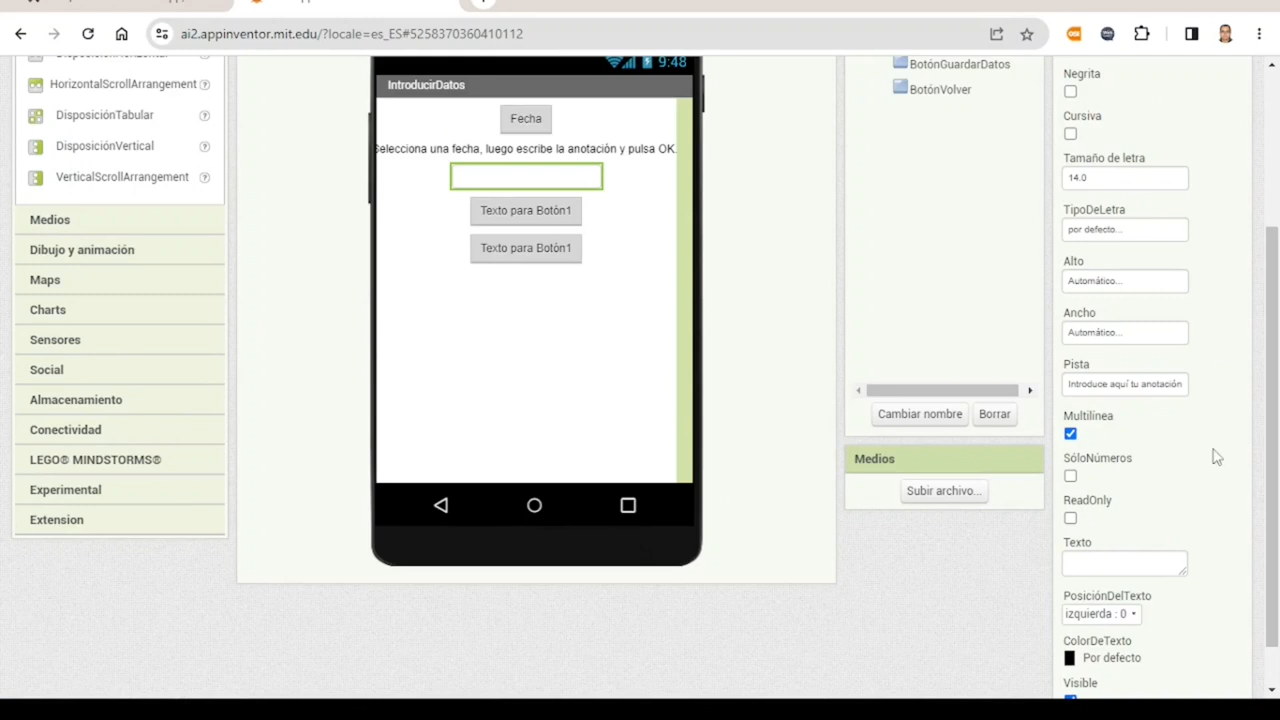 ai2.appinventor.mit.edu/?locale=es_ES#5258370360410112
HorizontalScrollArrangement
DisposiciónTabular
DisposiciónVertical
VerticalScrollArrangement
Medios
Dibujo y animación
Maps
Charts
Sensores
Social
Almacenamiento
Conectividad
LEGO® MINDSTORMS®
Experimental
Extension
9:48
IntroducirDatos
Fecha
Selecciona una fecha, luego escribe la anotación y pulsa OK.
Texto para Botón1
Texto para Botón1
BotónGuardarDatos
BotónVolver
Cambiar nombre
Borrar
Medios
Subir archivo...
Negrita
Cursiva
Tamaño de letra
14.0
TipoDeLetra
por defecto...
Alto
Automático...
Ancho
Automático...
Pista
Introduce aquí tu anotación
Multilínea
SóloNúmeros
ReadOnly
Texto
PosiciónDelTexto
izquierda : 0
ColorDeTexto
Por defecto
Visible